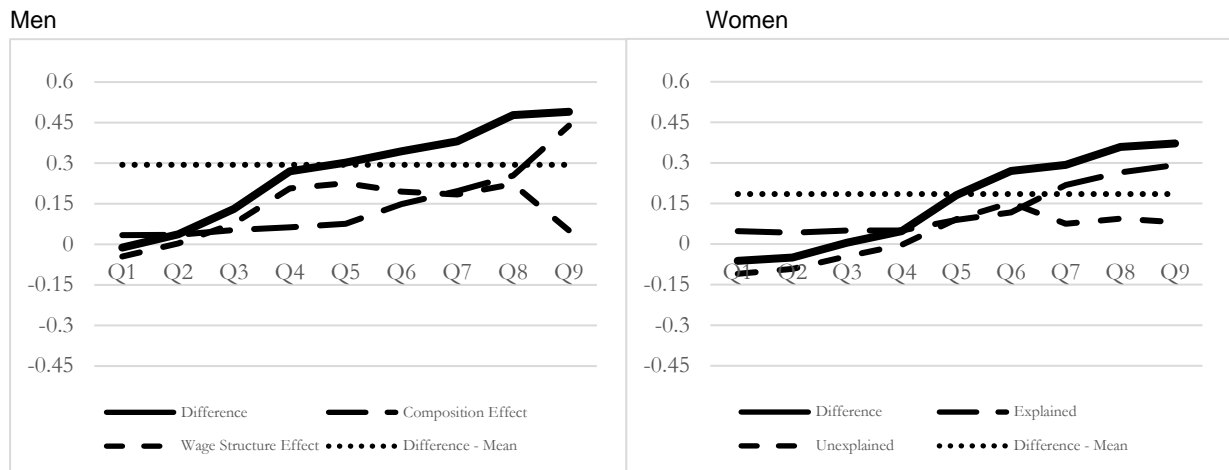 Men
Women
0.6
0.45
0.3
0.15
0
-0.15
-0.3
-0.45
Q1 Q2 Q3 Q4 Q5 Q6 Q7 Q8 Q9
Difference Composition Effect
Wage Structure Effect Difference - Mean
0.6
0.45
0.3
0.15
0
-0.15
-0.3
-0.45
Q1 Q2 Q3 Q4 Q5 Q6 Q7 Q8 Q9
Difference Explained
Unexplained Difference - Mean